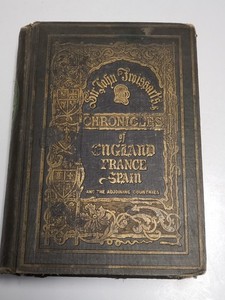 Sir John Froissart's
CHRONICLES
of
ENGLAND
FRANCE
SPAIN
AND THE ADJOINING COUNTRIES